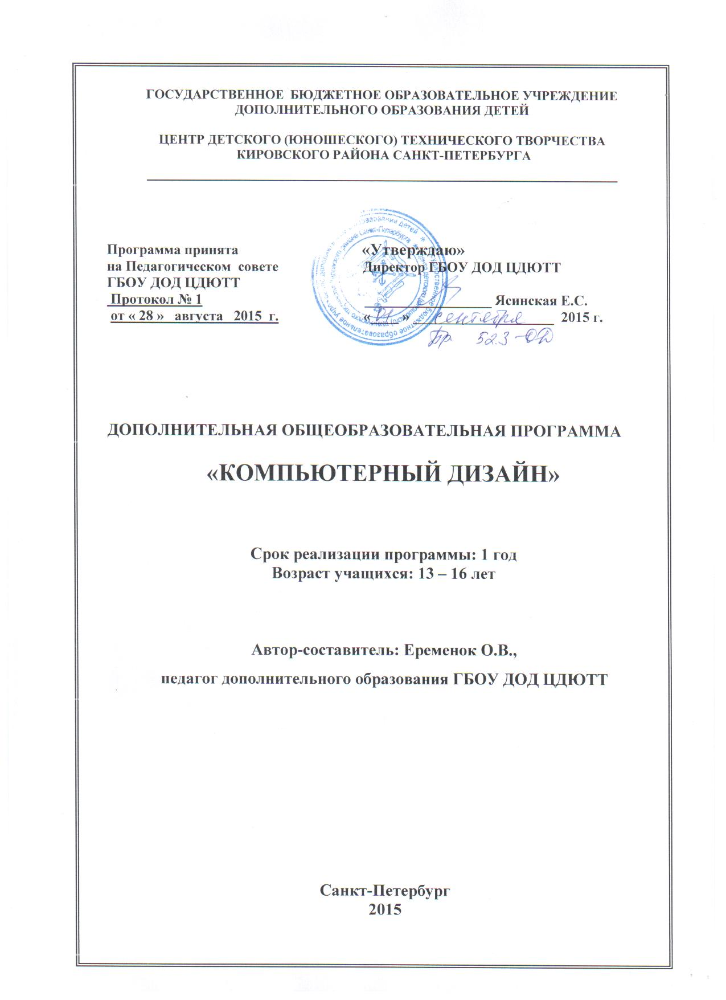 ГОСУДАРСТВЕННОЕ БЮДЖЕТНОЕ ОБРАЗОВАТЕЛЬНОЕ УЧРЕЖДЕНИЕ
ДОПОЛНИТЕЛЬНОГО ОБРАЗОВАНИЯ ДЕТЕЙ
ЦЕНТР ДЕТСКОГО (ЮНОШЕСКОГО) ТЕХНИЧЕСКОГО ТВОРЧЕСТВА
КИРОВСКОГО РАЙОНА САНКТ-ПЕТЕРБУРГА
Программа принята
на Педагогическом совете
ГБОУ ДОД ЦДЮТТ
Протокол № 1
от « 28 » августа 2015 г.
«Утверждаю»
Директор ГБОУ ДОД ЦДЮТТ
Ясинская Е.С.
« 01 » сентября 2015 г.
Пр 523-ОД
ДОПОЛНИТЕЛЬНАЯ ОБЩЕОБРАЗОВАТЕЛЬНАЯ ПРОГРАММА
«КОМПЬЮТЕРНЫЙ ДИЗАЙН»
Срок реализации программы: 1 год
Возраст учащихся: 13 – 16 лет
Автор-составитель: Еременок О.В.,
педагог дополнительного образования ГБОУ ДОД ЦДЮТТ
Санкт-Петербург
2015